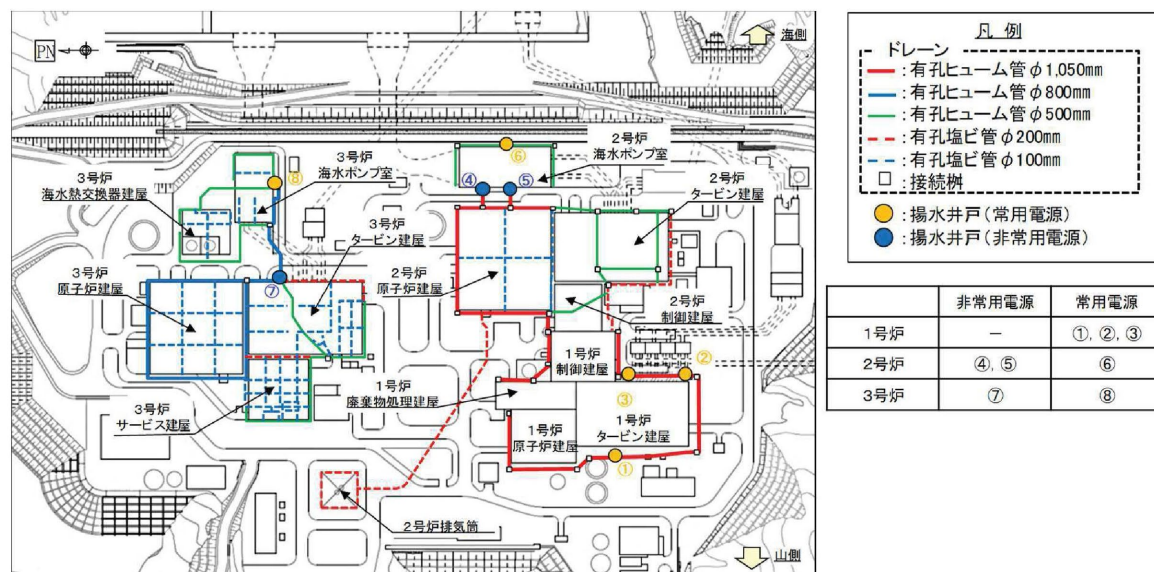 PN
海側
⑥
2号炉
海水ポンプ室
3号炉
海水ポンプ室
⑧
④
⑤
3号炉
海水熱交換器建屋
2号炉
タービン建屋
3号炉
タービン建屋
3号炉
原子炉建屋
⑦
2号炉
原子炉建屋
2号炉
制御建屋
1号炉
制御建屋
②
③
1号炉
廃棄物処理建屋
3号炉
サービス建屋
1号炉
原子炉建屋
1号炉
タービン建屋
①
2号炉排気筒
山側
凡 例
ドレーン
:有孔ヒューム管φ1,050mm
:有孔ヒューム管φ800mm
:有孔ヒューム管φ500mm
:有孔塩ビ管φ200mm
:有孔塩ビ管φ100mm
:接続桝
:揚水井戸(常用電源)
:揚水井戸(非常用電源)
非常用電源 常用電源
1号炉 － ①, ②, ③
2号炉 ④, ⑤ ⑥
3号炉 ⑦ ⑧